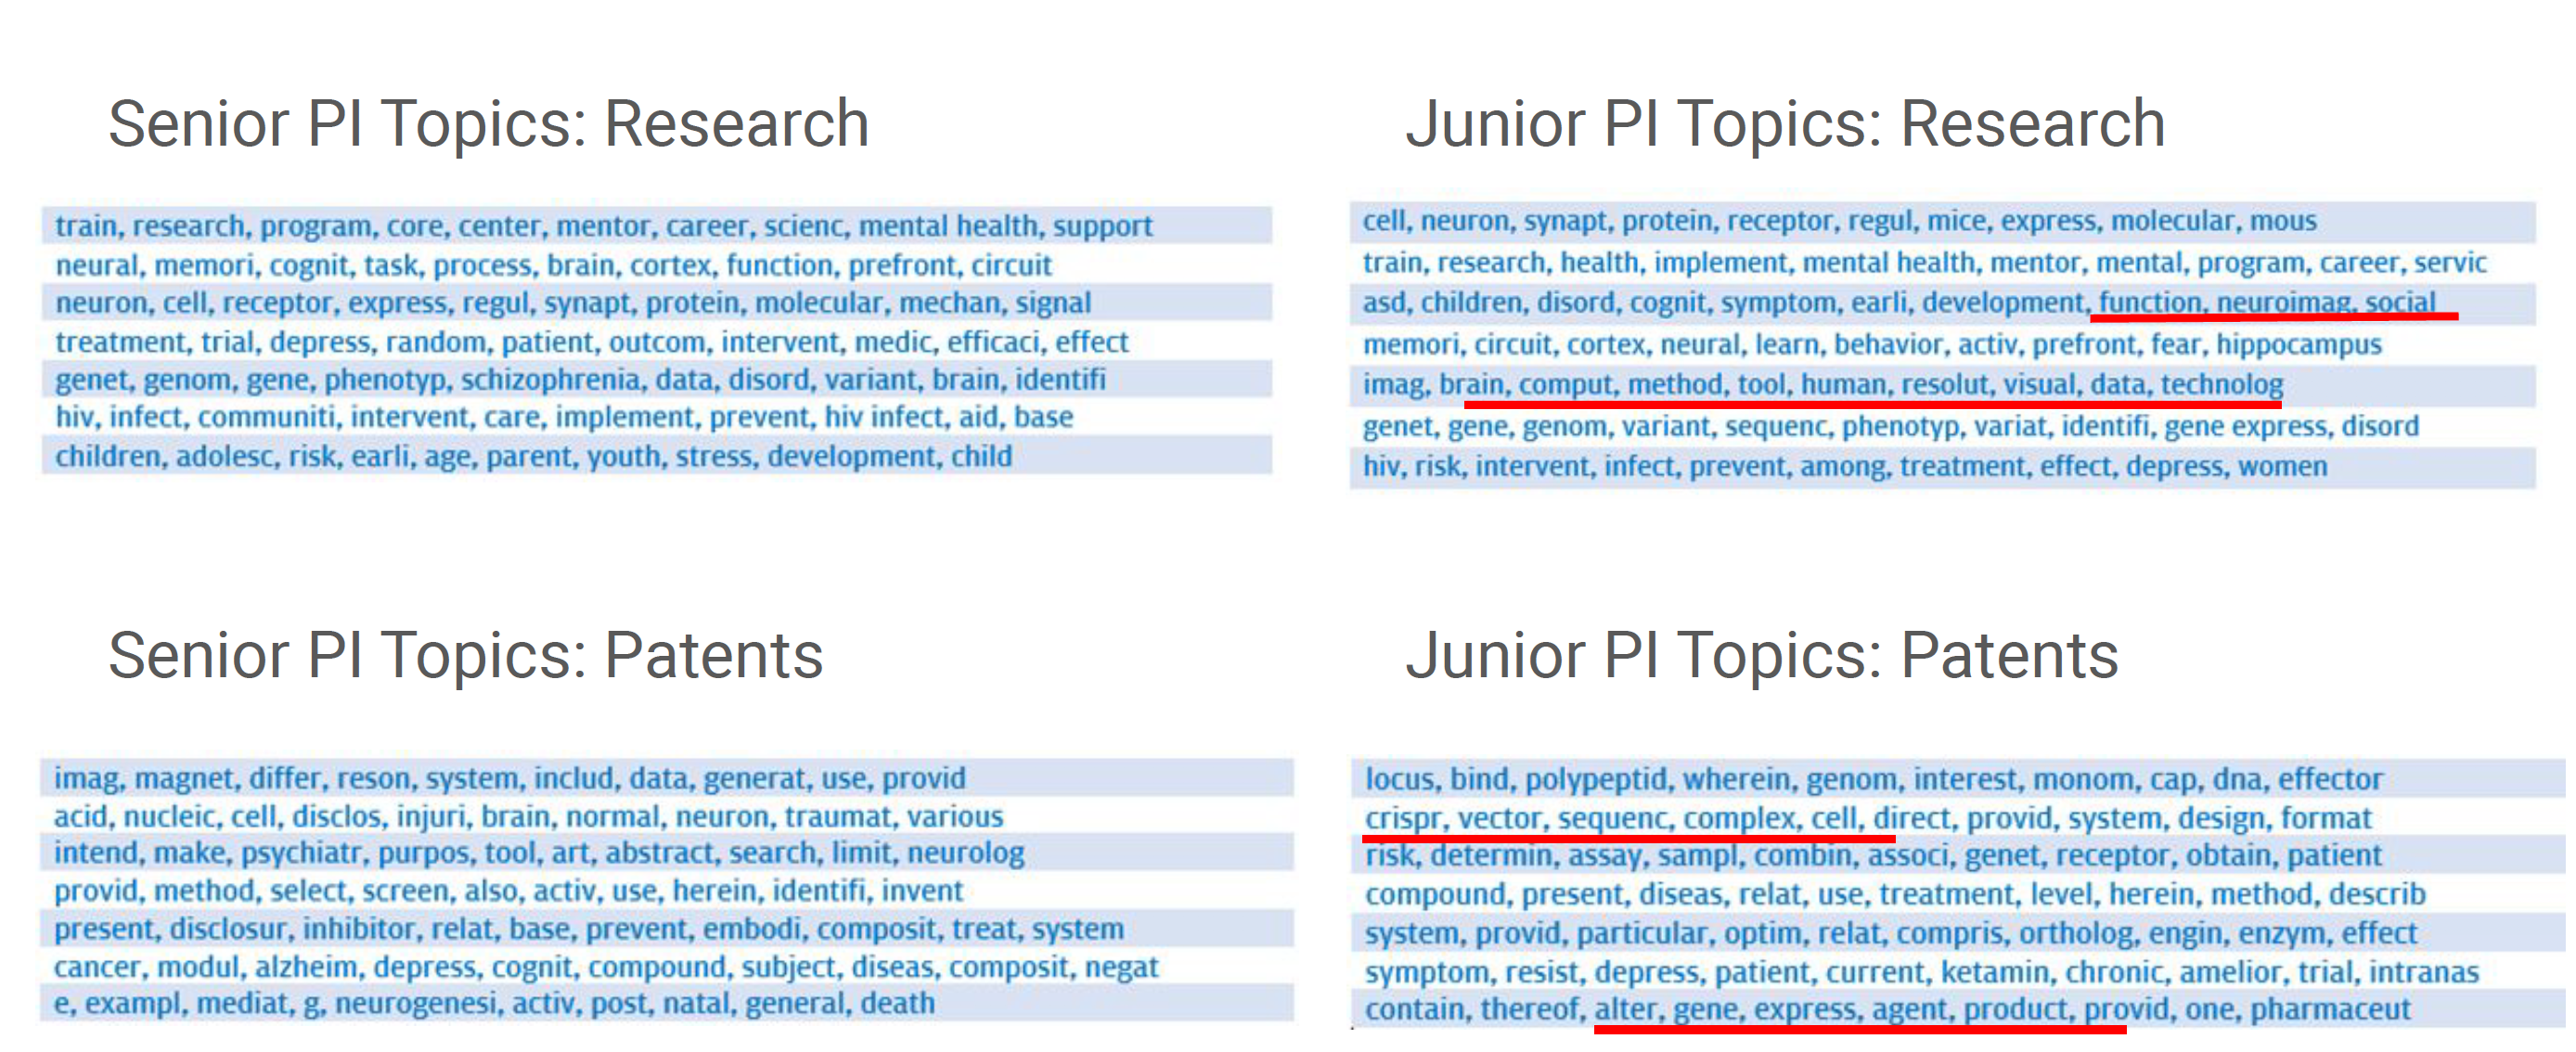 Senior PI Topics: Research
train, research, program, core, center, mentor, career, scienc, mental health, support
neural, memori, cognit, task, process, brain, cortex, function, prefront, circuit
neuron, cell, receptor, express, regul, synapt, protein, molecular, mechan, signal
treatment, trial, depress, random, patient, outcom, intervent, medic, efficaci, effect
genet, genom, gene, phenotyp, schizophrenia, data, disord, variant, brain, identifi
hiv, infect, communiti, intervent, care, implement, prevent, hiv infect, aid, base
children, adolesc, risk, earli, age, parent, youth, stress, development, child
Junior PI Topics: Research
cell, neuron, synapt, protein, receptor, regul, mice, express, molecular, mous
train, research, health, implement, mental health, mentor, mental, program, career, servic
asd, children, disord, cognit, symptom, earli, development, function, neuroimag, social
memori, circuit, cortex, neural, learn, behavior, activ, prefront, fear, hippocampus
imag, brain, comput, method, tool, human, resolut, visual, data, technolog
genet, gene, genom, variant, sequenc, phenotyp, variat, identifi, gene express, disord
hiv, risk, intervent, infect, prevent, among, treatment, effect, depress, women
Senior PI Topics: Patents
imag, magnet, differ, reson, system, includ, data, generat, use, provid
acid, nucleic, cell, disclos, injuri, brain, normal, neuron, traumat, various
intend, make, psychiatr, purpos, tool, art, abstract, search, limit, neurolog
provid, method, select, screen, also, activ, use, herein, identifi, invent
present, disclosur, inhibitor, relat, base, prevent, embodi, composit, treat, system
cancer, modul, alzheim, depress, cognit, compound, subject, diseas, composit, negat
e, exampl, mediat, g, neurogenesi, activ, post, natal, general, death
Junior PI Topics: Patents
locus, bind, polypeptid, wherein, genom, interest, monom, cap, dna, effector
crispr, vector, sequenc, complex, cell, direct, provid, system, design, format
risk, determin, assay, sampl, combin, associ, genet, receptor, obtain, patient
compound, present, diseas, relat, use, treatment, level, herein, method, describ
system, provid, particular, optim, relat, compris, ortholog, engin, enzym, effect
symptom, resist, depress, patient, current, ketamin, chronic, amelior, trial, intranas
contain, thereof, alter, gene, express, agent, product, provid, one, pharmaceut